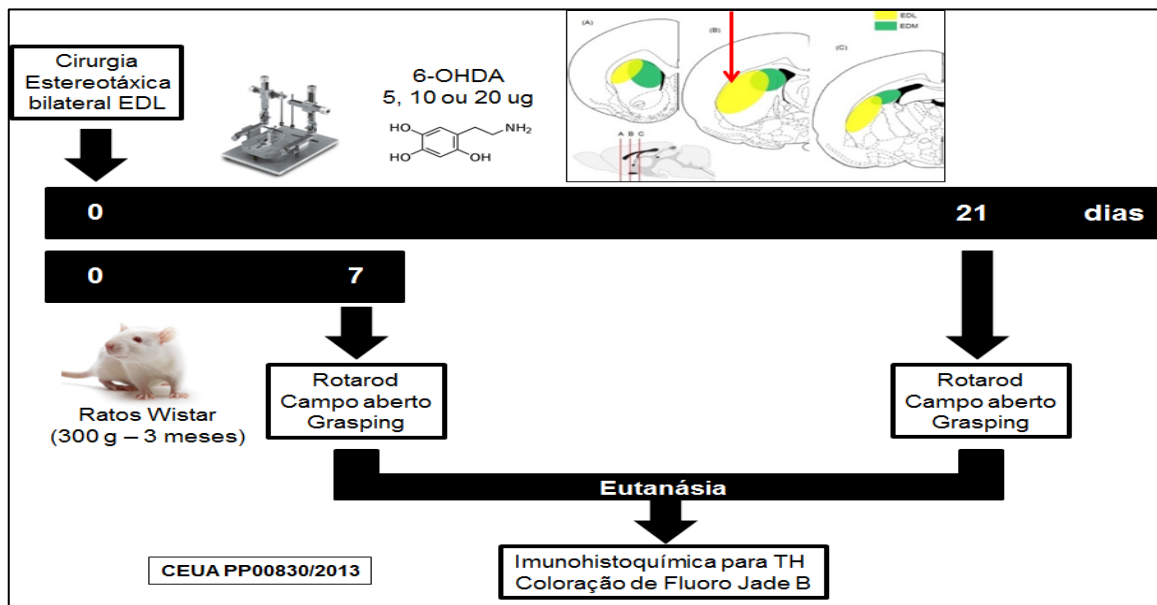 Cirurgia
Estereotáxica
bilateral EDL
6-OHDA
5, 10 ou 20 ug
HO
NH2
HO
OH
(A)
(B)
(C)
EDL
EDM
A B C
0
21
dias
0
7
Ratos Wistar
(300 g – 3 meses)
Rotarod
Campo aberto
Grasping
Rotarod
Campo aberto
Grasping
Eutanásia
Imunohistoquímica para TH
Coloração de Fluoro Jade B
CEUA PP00830/2013